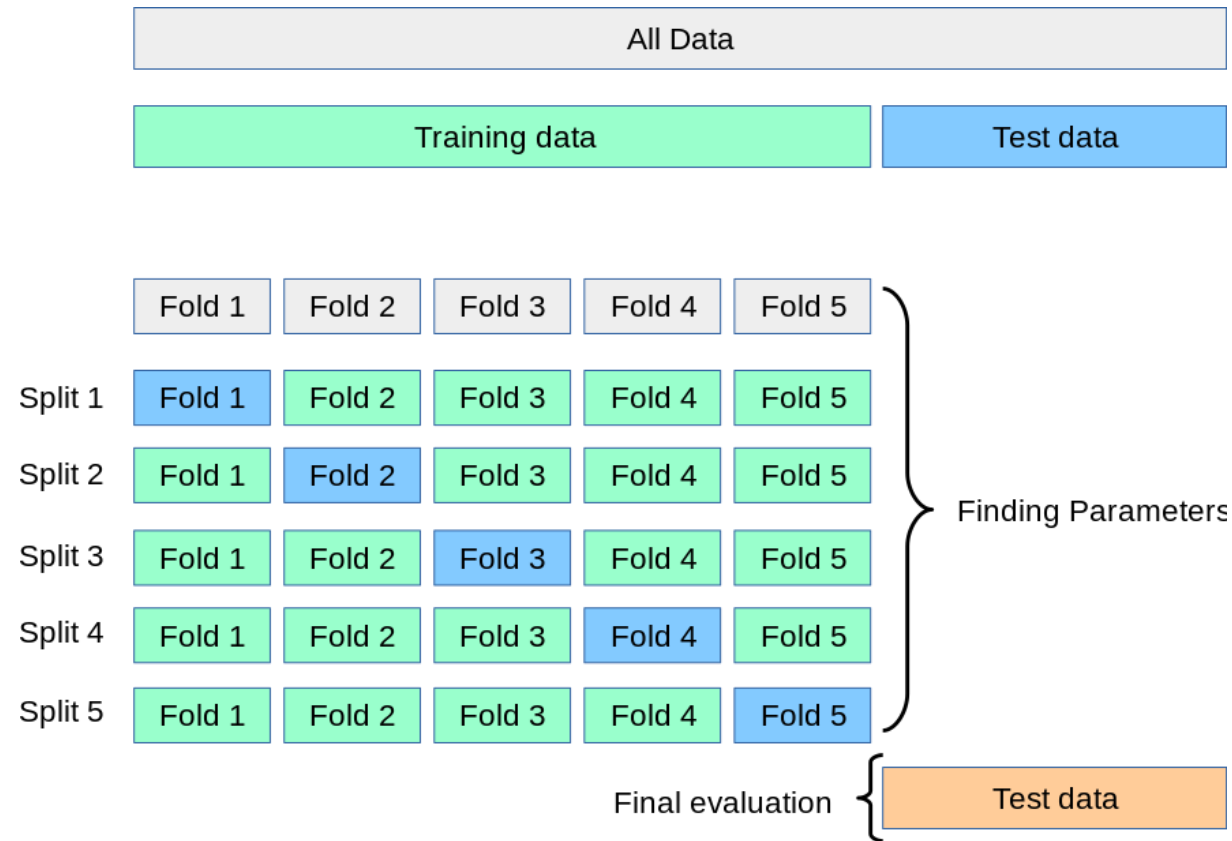 All Data
Training data Test data
Fold 1 Fold 2 Fold 3 Fold 4 Fold 5
Split 1 Fold 1 Fold 2 Fold 3 Fold 4 Fold 5
Split 2 Fold 1 Fold 2 Fold 3 Fold 4 Fold 5
Finding Parameters
Split 3 Fold 1 Fold 2 Fold 3 Fold 4 Fold 5
Split 4 Fold 1 Fold 2 Fold 3 Fold 4 Fold 5
Split 5 Fold 1 Fold 2 Fold 3 Fold 4 Fold 5
Final evaluation Test data